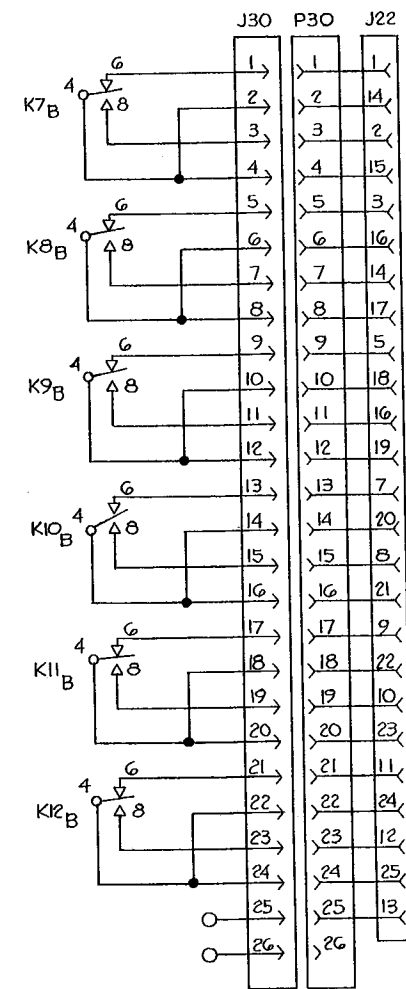 J30 P30 J22
6 1 1 1
4 2 2 14
K7B 8 3 3 2
4 4 15
6 5 5 3
4 6 6 16
K8B 8 7 7 14
8 8 17
6 9 9 5
4 10 10 18
K9B 8 11 11 16
12 12 19
6 13 13 7
4 14 14 20
K10B 8 15 15 8
16 16 21
6 17 17 9
4 18 18 22
K11B 8 19 19 10
20 20 23
6 21 21 11
4 22 22 24
K12B 8 23 23 12
24 24 25
25 25 13
26 26